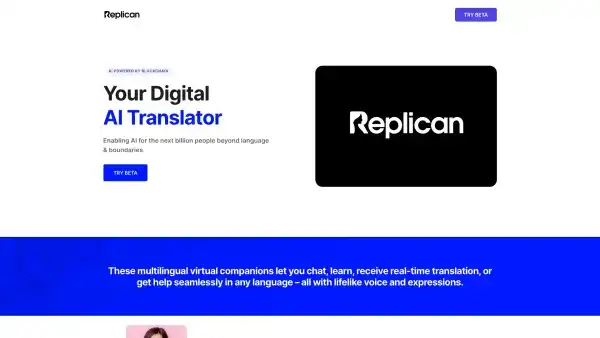 Replican
TRY BETA
AI POWERED BY BLOCKCHAIN
Your Digital
AI Translator
Enabling AI for the next billion people beyond language
& boundaries.
TRY BETA
Replican
These multilingual virtual companions let you chat, learn, receive real-time translation, or
get help seamlessly in any language – all with lifelike voice and expressions.